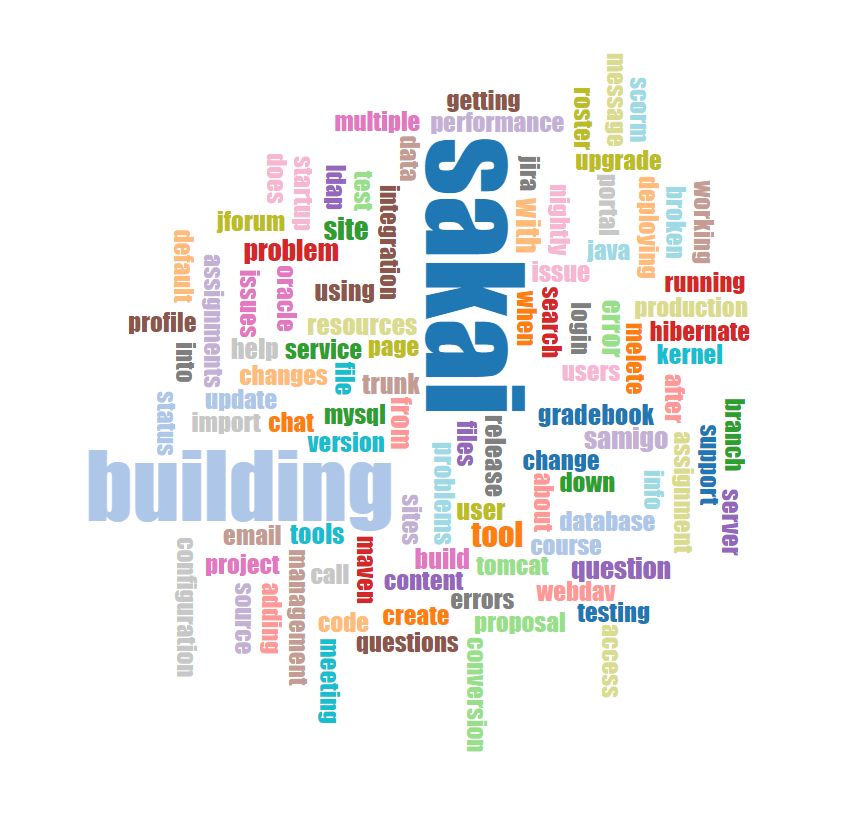 message
scorm
getting
roster
multiple
performance
data
jira
upgrade
does
startup
ldap
test
sakai
portal
deploying
working
integration
nightly
broken
with
jforum
site
default
problem
java
assignments
issues
oracle
issue
running
using
when
search
production
profile
resources
login
error
melete
hibernate
into
help
service
page
kernel
changes
file
trunk
users
after
status
update
from
branch
import
chat
mysql
gradebook
version
files
release
samigo
support
assignment
building
problems
change
info
about
down
server
sites
user
database
email
tools
tool
course
configuration
project
management
maven
build
tomcat
question
call
content
source
adding
errors
webdav
code
create
proposal
testing
questions
access
meeting
conversion